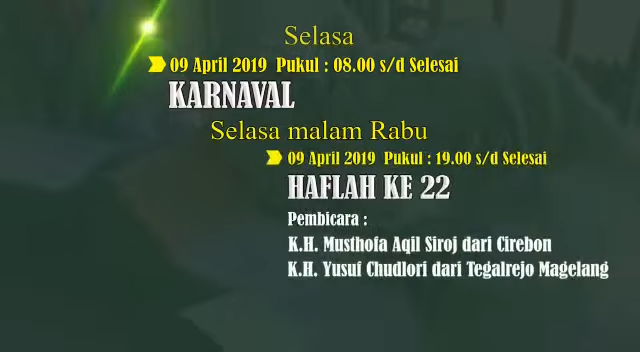 Selasa
09 April 2019 Pukul : 08.00 s/d Selesai
KARNAVAL
Selasa malam Rabu
09 April 2019 Pukul : 19.00 s/d Selesai
HAFLAH KE 22
Pembicara :
K.H. Musthofa Aqil Siroj dari Cirebon
K.H. Yusuf Chudlori dari Tegalrejo Magelang